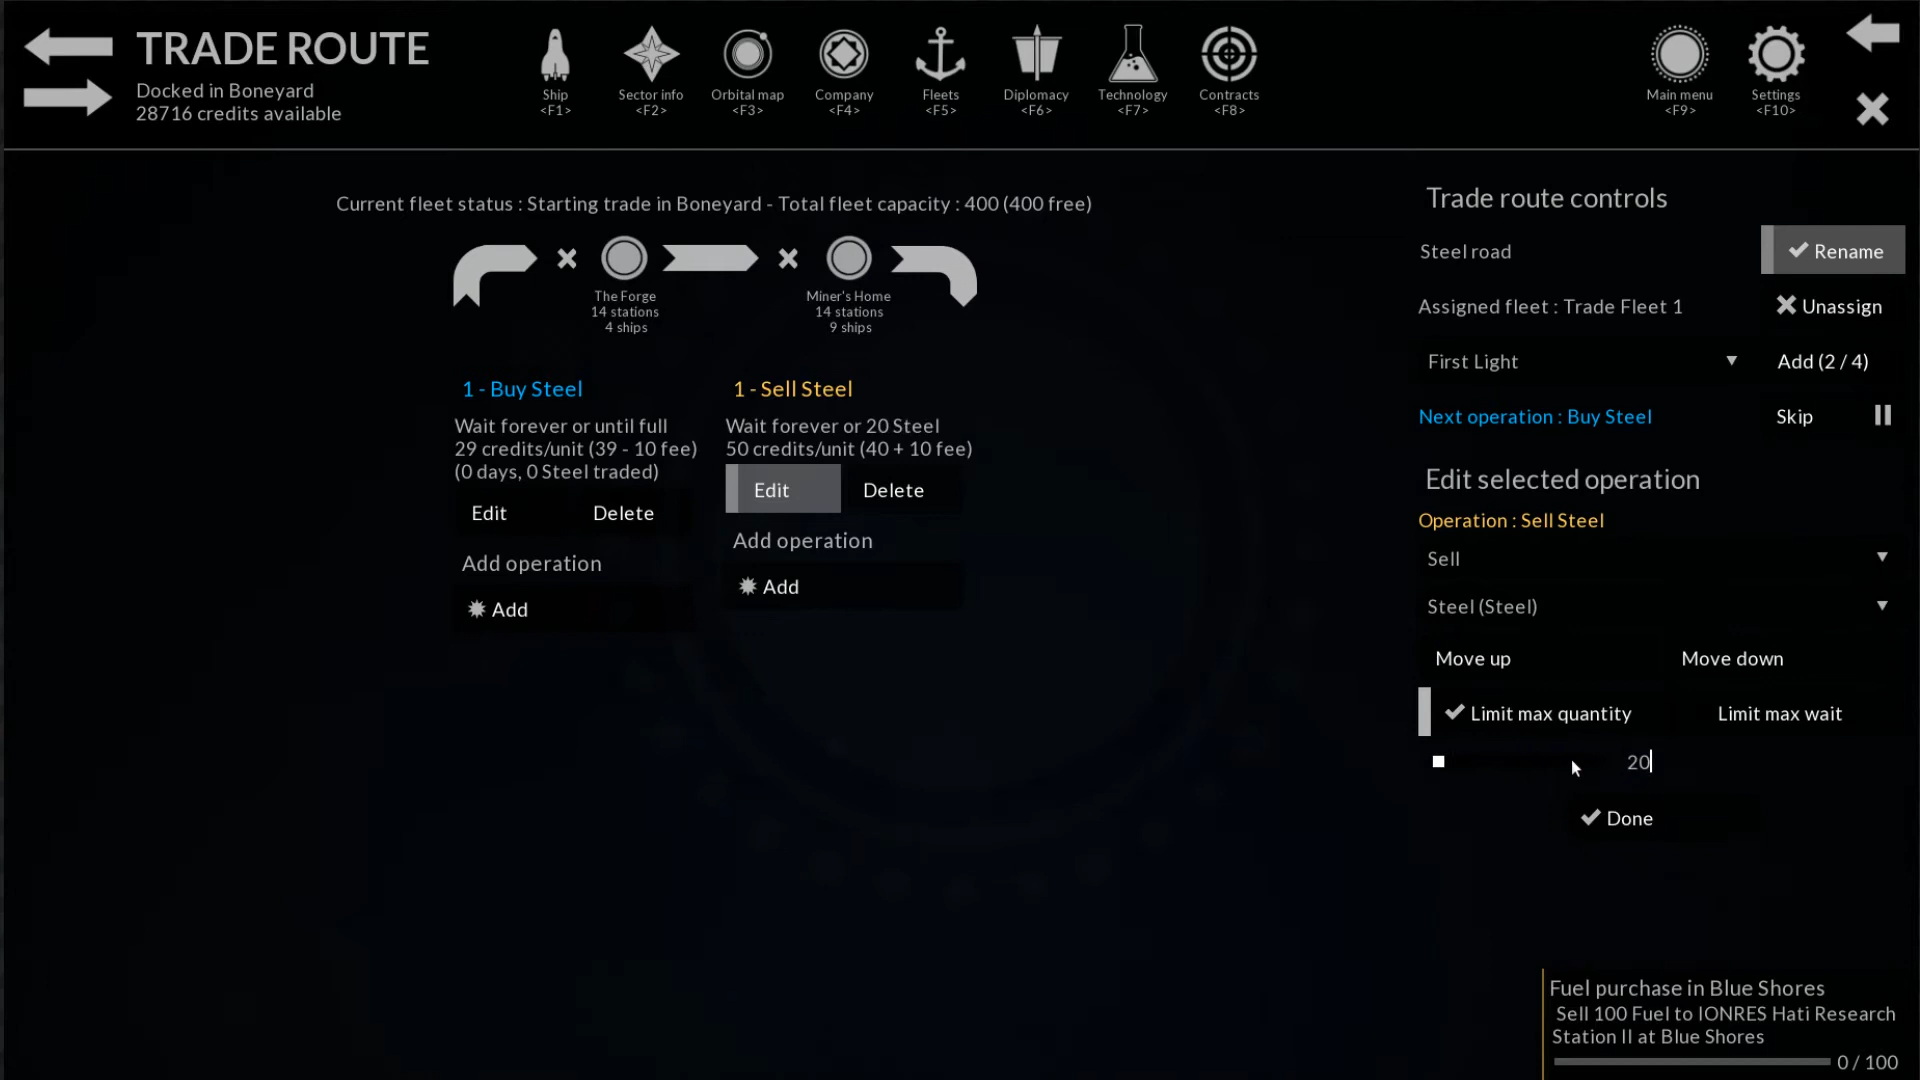 TRADE ROUTE
Docked in Boneyard
28716 credits available
Ship
<F1>
Sector info
<F2>
Orbital map
<F3>
Company
<F4>
Fleets
<F5>
Diplomacy
<F6>
Technology
<F7>
Contracts
<F8>
Main menu
<F9>
Settings
<F10>
Current fleet status : Starting trade in Boneyard - Total fleet capacity : 400 (400 free)
The Forge
14 stations
4 ships
Miner's Home
14 stations
9 ships
1 - Buy Steel
Wait forever or until full
29 credits/unit (39 - 10 fee)
(0 days, 0 Steel traded)
Edit
Delete
Add operation
Add
1 - Sell Steel
Wait forever or 20 Steel
50 credits/unit (40 + 10 fee)
Edit
Delete
Add operation
Add
Trade route controls
Steel road
Rename
Assigned fleet : Trade Fleet 1
Unassign
First Light
Add (2 / 4)
Next operation : Buy Steel
Skip
Edit selected operation
Operation : Sell Steel
Sell
Steel (Steel)
Move up
Move down
Limit max quantity
Limit max wait
20
Done
Fuel purchase in Blue Shores
Sell 100 Fuel to IONRES Hati Research
Station II at Blue Shores
0 / 100